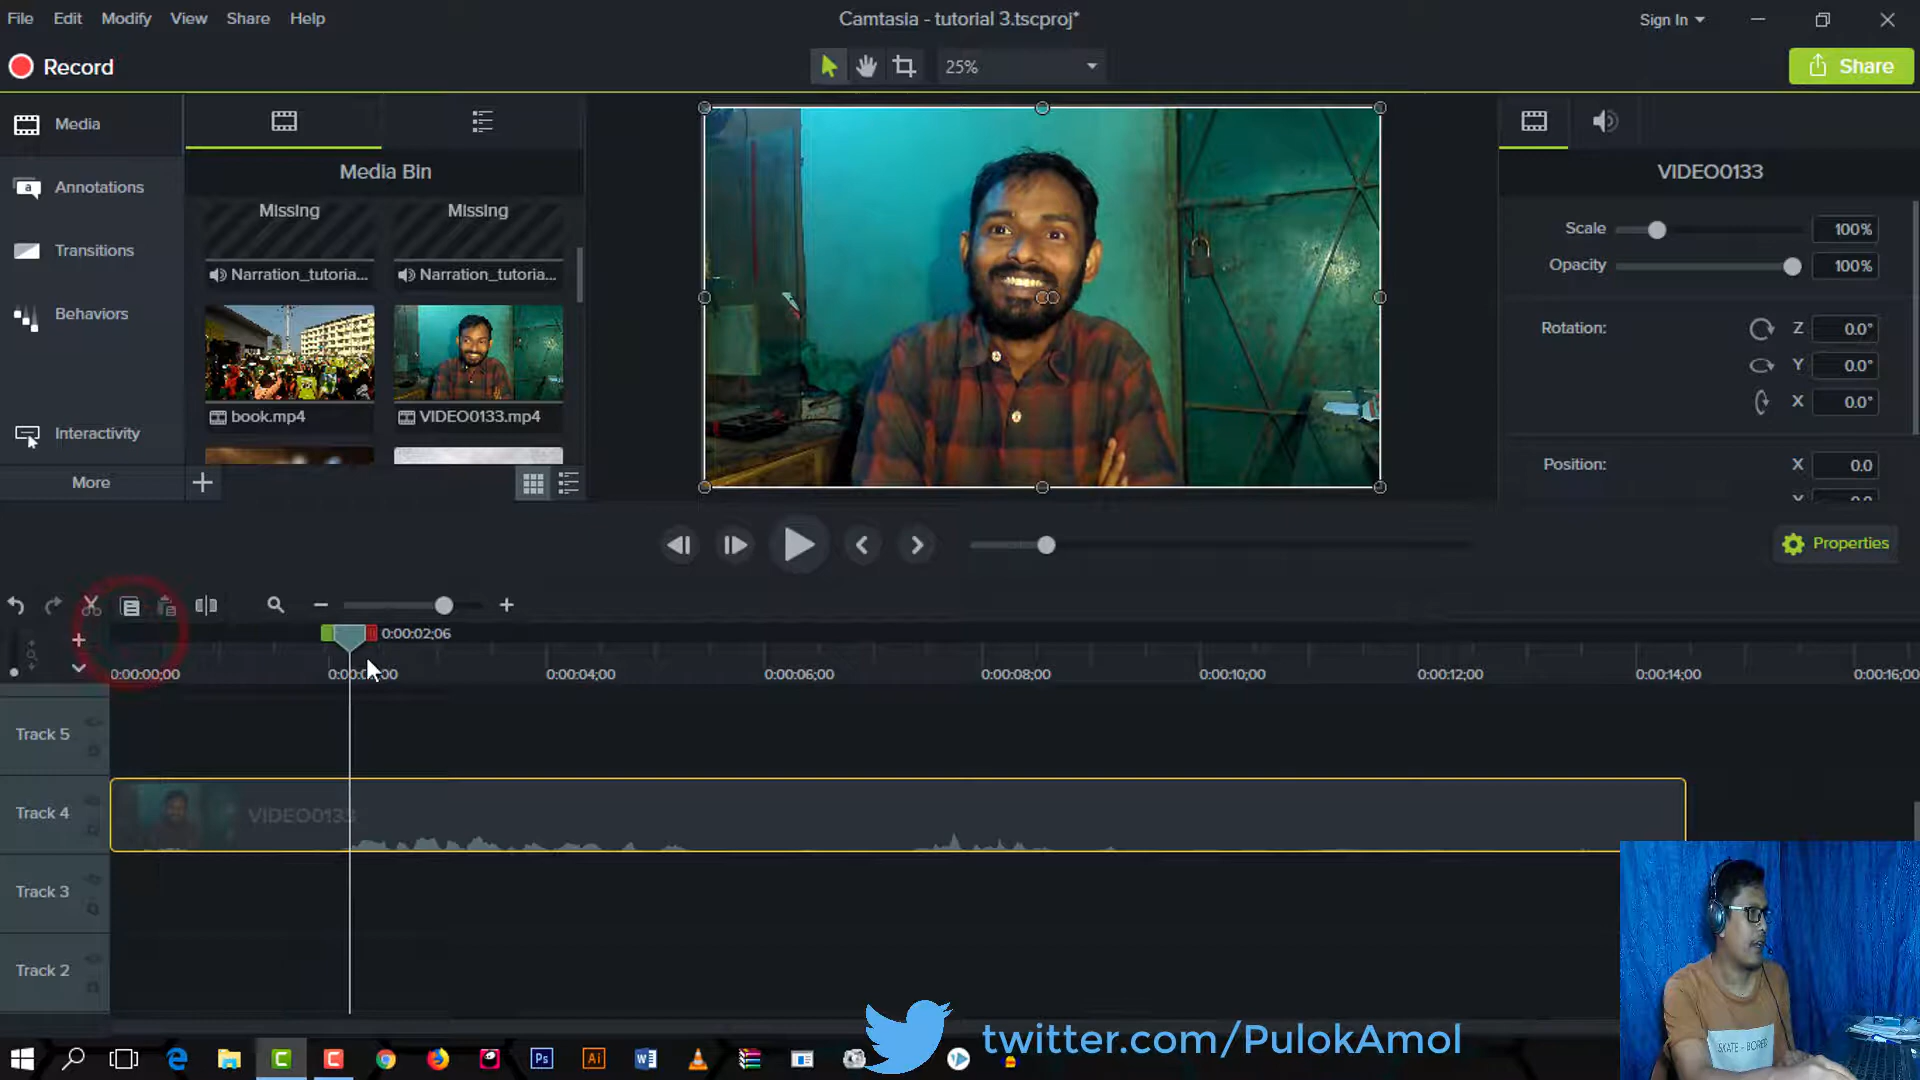 File Edit Modify View Share Help
Camtasia - tutorial 3.tscproj*
Sign In
Record
25%
Share
Media
Annotations
Transitions
Behaviors
Interactivity
More
Media Bin
Missing
Missing
Narration_tutoria...
Narration_tutoria...
book.mp4
VIDEO0133.mp4
VIDEO0133
Scale 100%
Opacity 100%
Rotation: Z 0.0°
Y 0.0°
X 0.0°
Position: X 0.0
Properties
0:00:02;06
0:00:00;00
0:00:04;00
0:00:06;00
0:00:08;00
0:00:10;00
0:00:12;00
0:00:14;00
0:00:16;00
Track 5
Track 4
VIDEO0133
Track 3
Track 2
twitter.com/PulokAmol